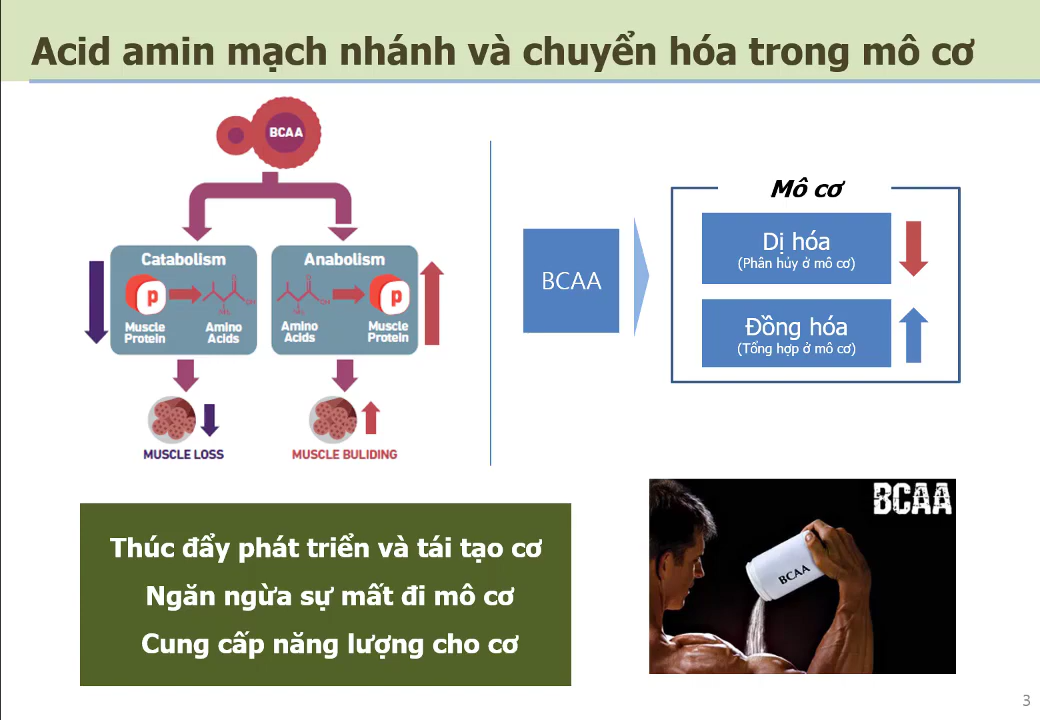 Acid amin mạch nhánh và chuyển hóa trong mô cơ
BCAA
Catabolism
P
Muscle
Protein
Amino
Acids
Anabolism
Amino
Acids
P
Muscle
Protein
MUSCLE LOSS
MUSCLE BULIDING
BCAA
Mô cơ
Dị hóa
(Phân hủy ở mô cơ)
Đồng hóa
(Tổng hợp ở mô cơ)
Thúc đẩy phát triển và tái tạo cơ
Ngăn ngừa sự mất đi mô cơ
Cung cấp năng lượng cho cơ
BCAA
BCAA
3